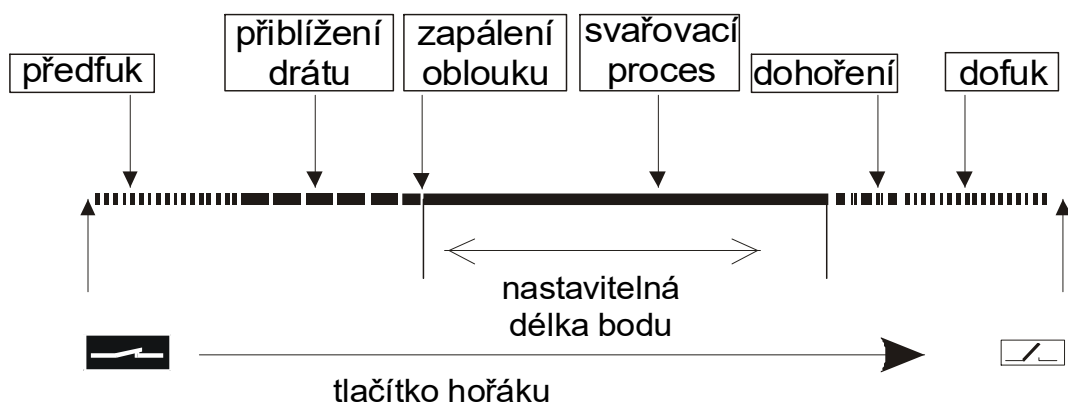 předfuk
přiblížení
drátu
zapálení
oblouku
svařovací
proces
dohoření
dofuk
nastavitelná
délka bodu
tlačítko hořáku